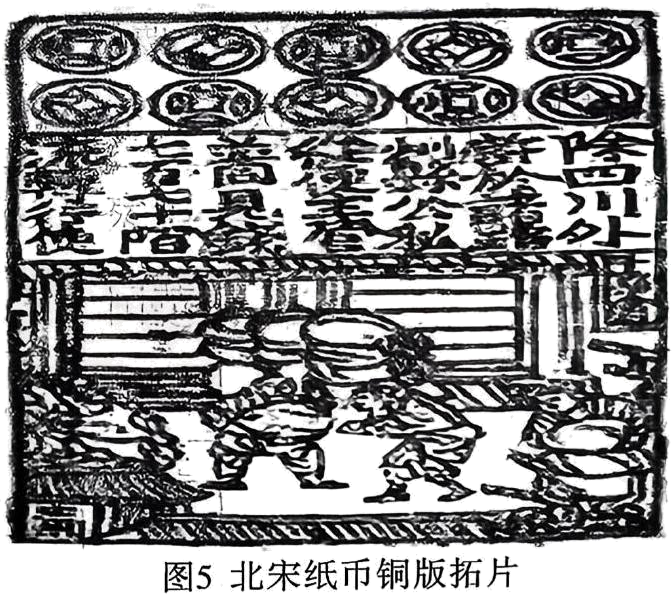 除四川外
許於諸路
州縣公私
從便主管
並同見錢
七百七十陌
流轉行使
图5 北宋纸币铜版拓片